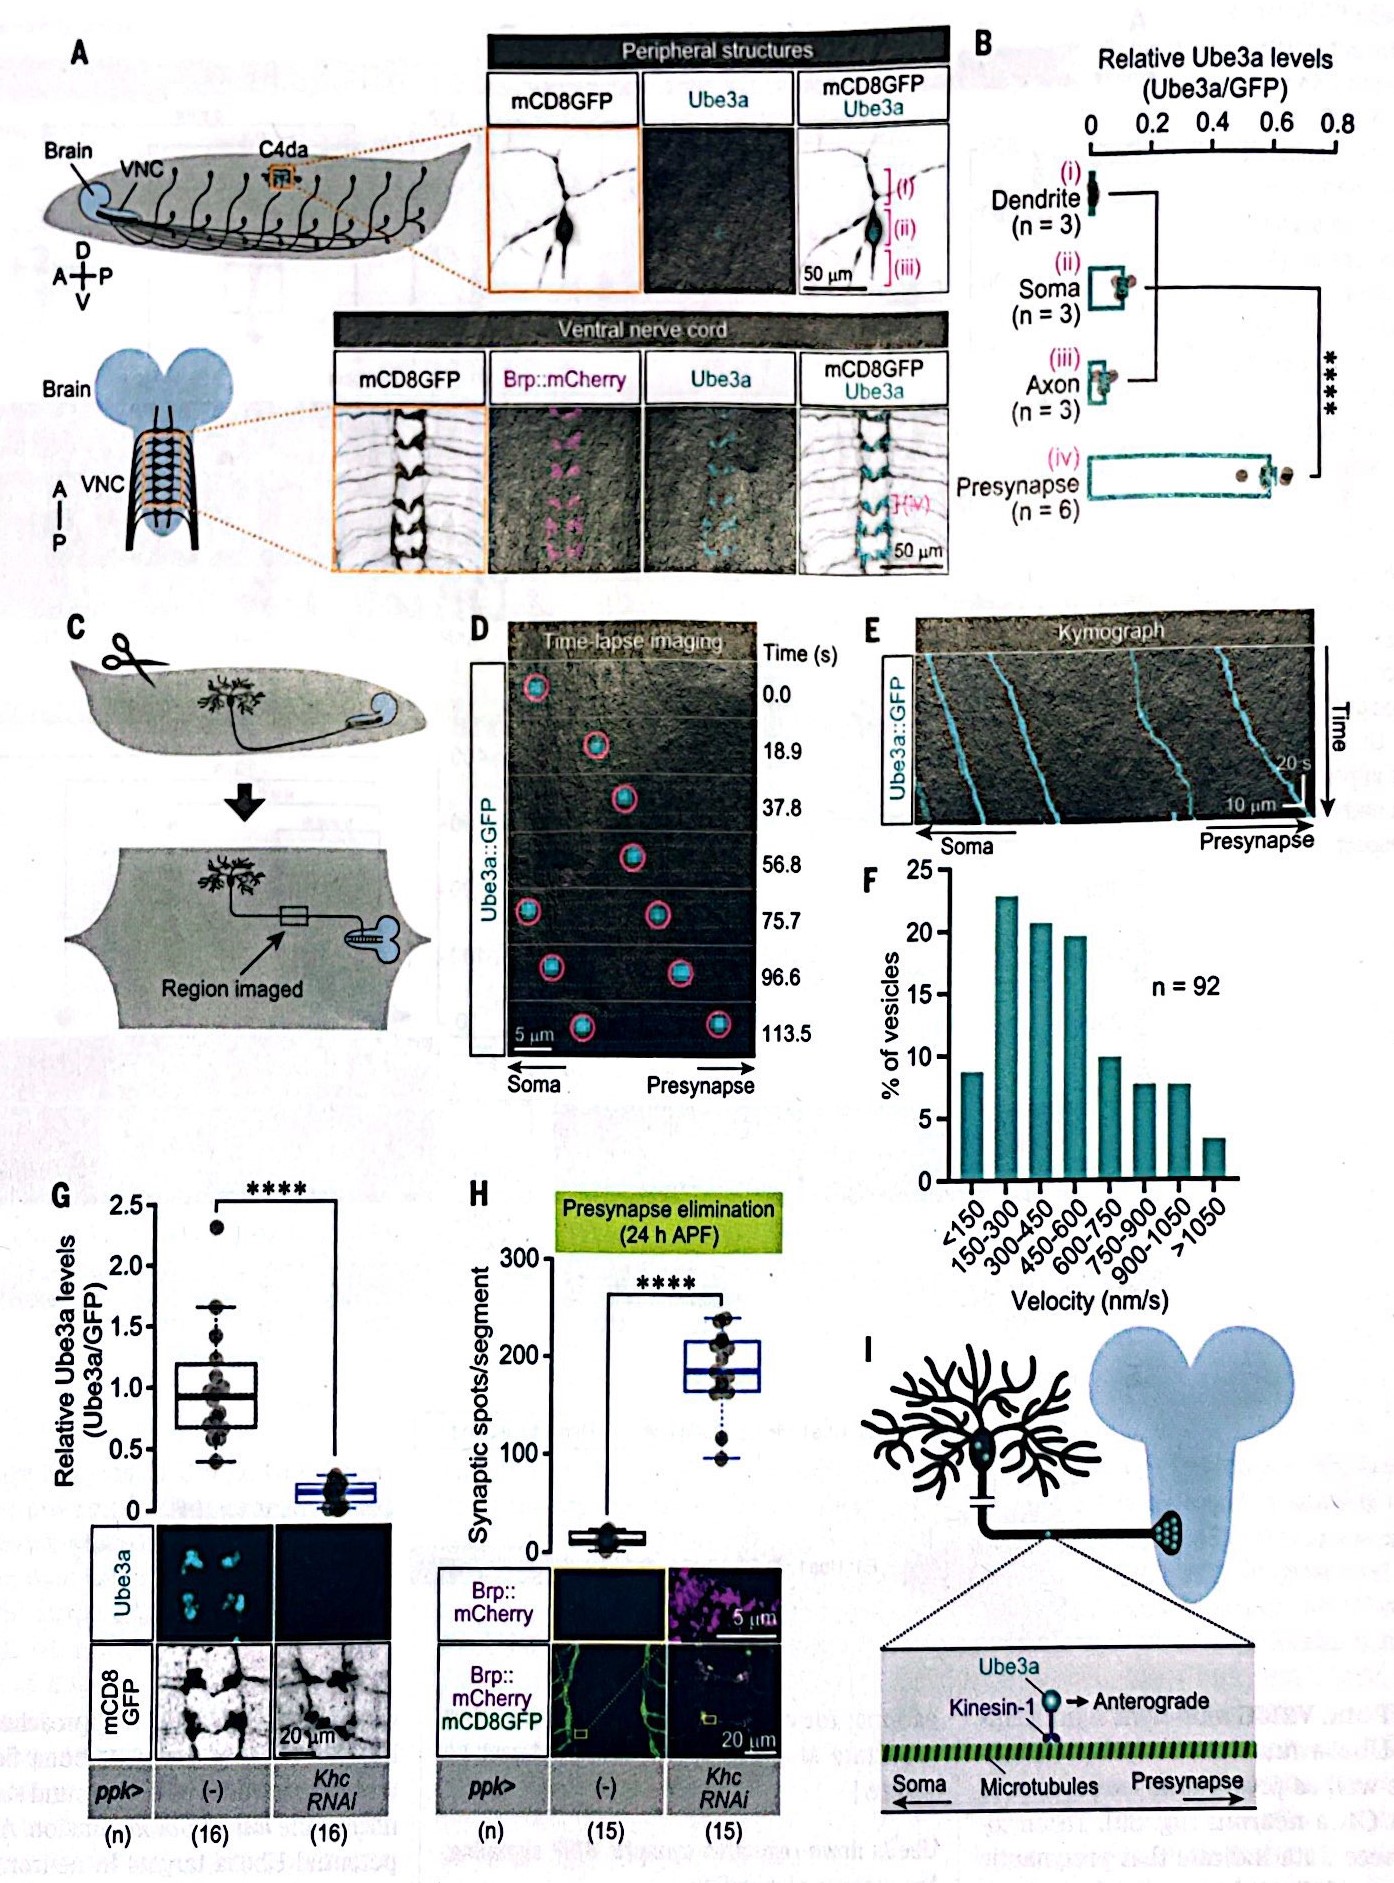 A
Peripheral structures
mCD8GFP
Ube3a
mCD8GFP
Ube3a
Brain
VNC
C4da
D
A
P
V
(i)
(ii)
(iii)
50 μm
Ventral nerve cord
mCD8GFP
Brp::mCherry
Ube3a
mCD8GFP
Ube3a
Brain
A
P
VNC
(iv)
50 μm
B
Relative Ube3a levels
(Ube3a/GFP)
0 0.2 0.4 0.6 0.8
(i)
Dendrite
(n = 3)
(ii)
Soma
(n = 3)
(iii)
Axon
(n = 3)
(iv)
Presynapse
(n = 6)
****
C
Region imaged
D
Time-lapse imaging
Time (s)
Ube3a::GFP
0.0
18.9
37.8
56.8
75.7
96.6
113.5
5 μm
Soma
Presynapse
E
Kymograph
Ube3a::GFP
Time
20 s
10 μm
Soma
Presynapse
F
% of vesicles
25
20
15
10
5
0
n = 92
<150
150-300
300-450
450-600
600-750
750-900
900-1050
>1050
Velocity (nm/s)
G
****
Relative Ube3a levels
(Ube3a/GFP)
2.5
2.0
1.5
1.0
0.5
0
Ube3a
mCD8
GFP
20 μm
ppk>
(-)
Khc
RNAi
(n)
(16)
(16)
H
Presynapse elimination
(24 h APF)
****
Synaptic spots/segment
300
200
100
0
Brp::
mCherry
5 μm
Brp::
mCherry
mCD8GFP
20 μm
ppk>
(-)
Khc
RNAi
(n)
(15)
(15)
I
Ube3a
Kinesin-1
Anterograde
Soma
Microtubules
Presynapse